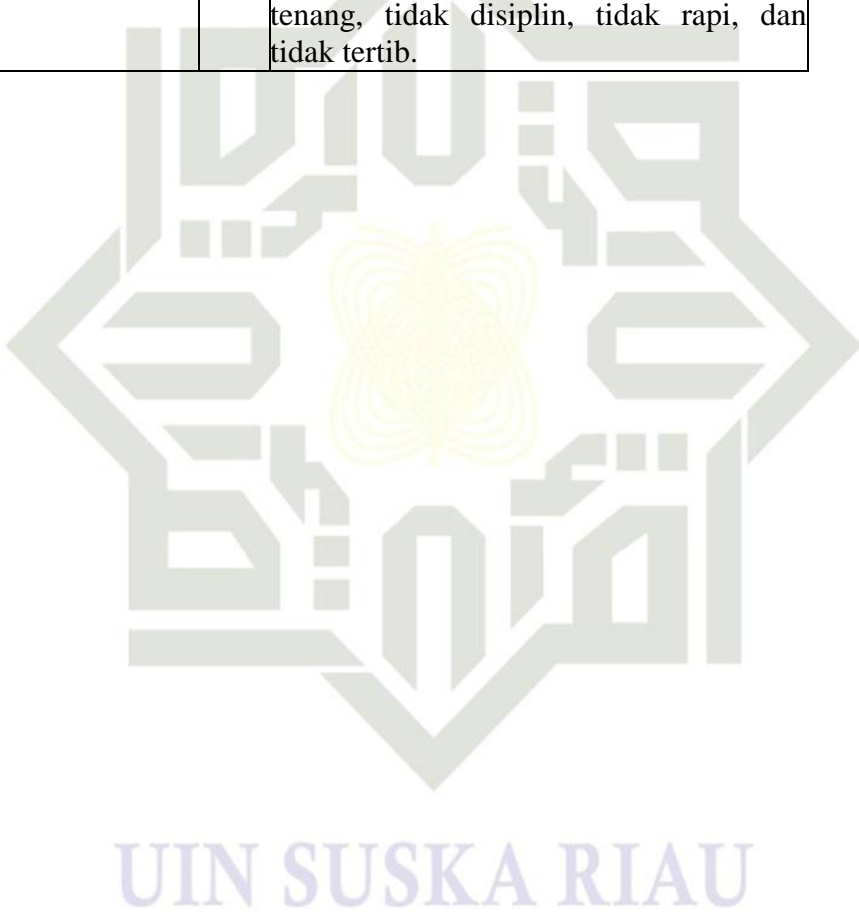 tenang, tidak disiplin, tidak rapi, dan
tidak tertib.
UIN SUSKA RIAU